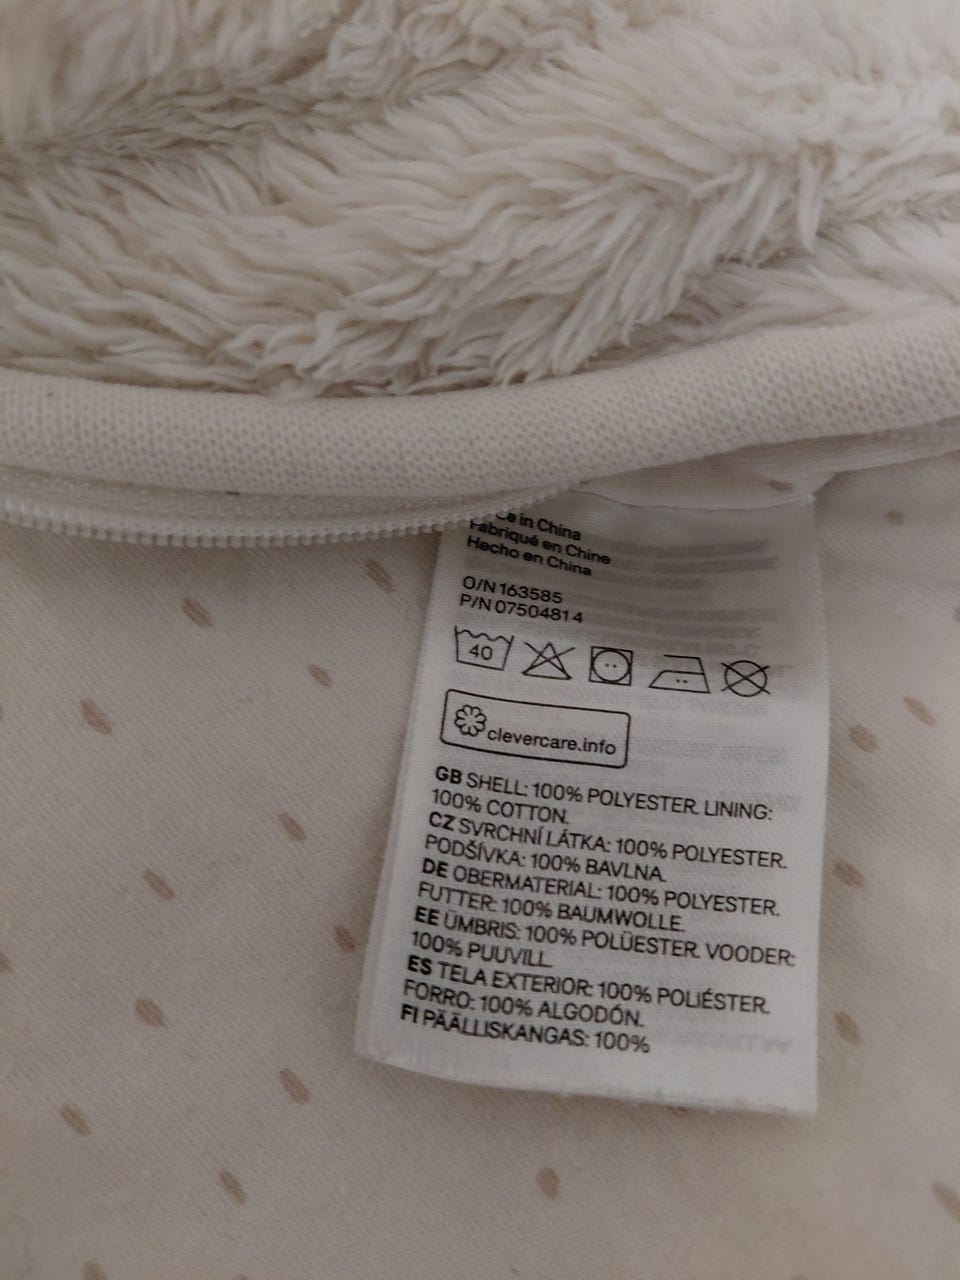 in China
Fabriqué en Chine
Hecho en China
O/N 163585
P/N 07504814
40
clevercare.info
GB SHELL: 100% POLYESTER. LINING:
100% COTTON.
CZ SVRCHNÍ LÁTKA: 100% POLYESTER.
PODŠÍVKA: 100% BAVLNA.
DE OBERMATERIAL: 100% POLYESTER.
FUTTER: 100% BAUMWOLLE.
EE ÜMBRIS: 100% POLÜESTER. VOODER:
100% PUUVILL.
ES TELA EXTERIOR: 100% POLIÉSTER.
FORRO: 100% ALGODÓN.
FI PÄÄLLISKANGAS: 100%